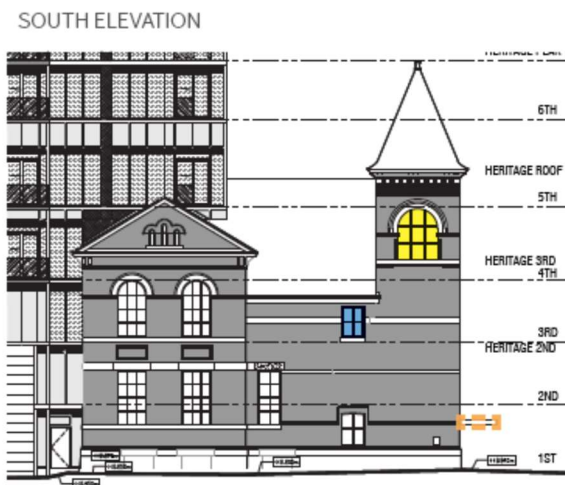 SOUTH ELEVATION
6TH
HERITAGE ROOF
5TH
HERITAGE 3RD
4TH
3RD
HERITAGE 2ND
2ND
1ST